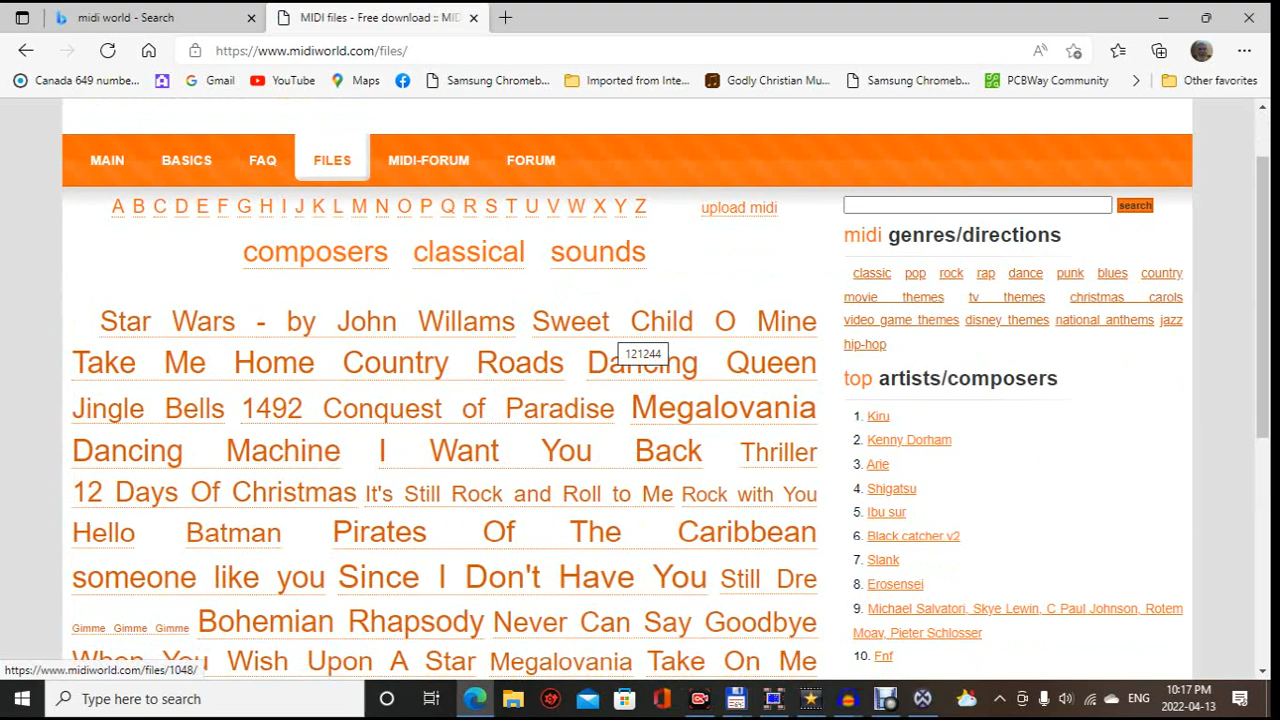 midi world - Search
MIDI files - Free download :: MID
https://www.midiworld.com/files/
Canada 649 numbe...
Gmail
YouTube
Maps
Samsung Chromeb...
Imported from Inte...
Godly Christian Mu...
Samsung Chromeb...
PCBWay Community
Other favorites
MAIN BASICS FAQ FILES MIDI-FORUM FORUM
A B C D E F G H I J K L M N O P Q R S T U V W X Y Z
upload midi
composers classical sounds
Star Wars - by John Willams Sweet Child O Mine
121244
Take Me Home Country Roads Dancing Queen
Jingle Bells 1492 Conquest of Paradise Megalovania
Dancing Machine I Want You Back Thriller
12 Days Of Christmas It's Still Rock and Roll to Me Rock with You
Hello Batman Pirates Of The Caribbean
someone like you Since I Don't Have You Still Dre
Gimme Gimme Gimme Bohemian Rhapsody Never Can Say Goodbye
When You Wish Upon A Star Megalovania Take On Me
search
midi genres/directions
classic pop rock rap dance punk blues country
movie themes tv themes christmas carols
video game themes disney themes national anthems jazz
hip-hop
top artists/composers
1. Kiru
2. Kenny Dorham
3. Arie
4. Shigatsu
5. Ibu sur
6. Black catcher v2
7. Slank
8. Erosensei
9. Michael Salvatori, Skye Lewin, C Paul Johnson, Rotem
Moav, Pieter Schlosser
10. Fnf
https://www.midiworld.com/files/1048/
Type here to search
ENG
10:17 PM
2022-04-13